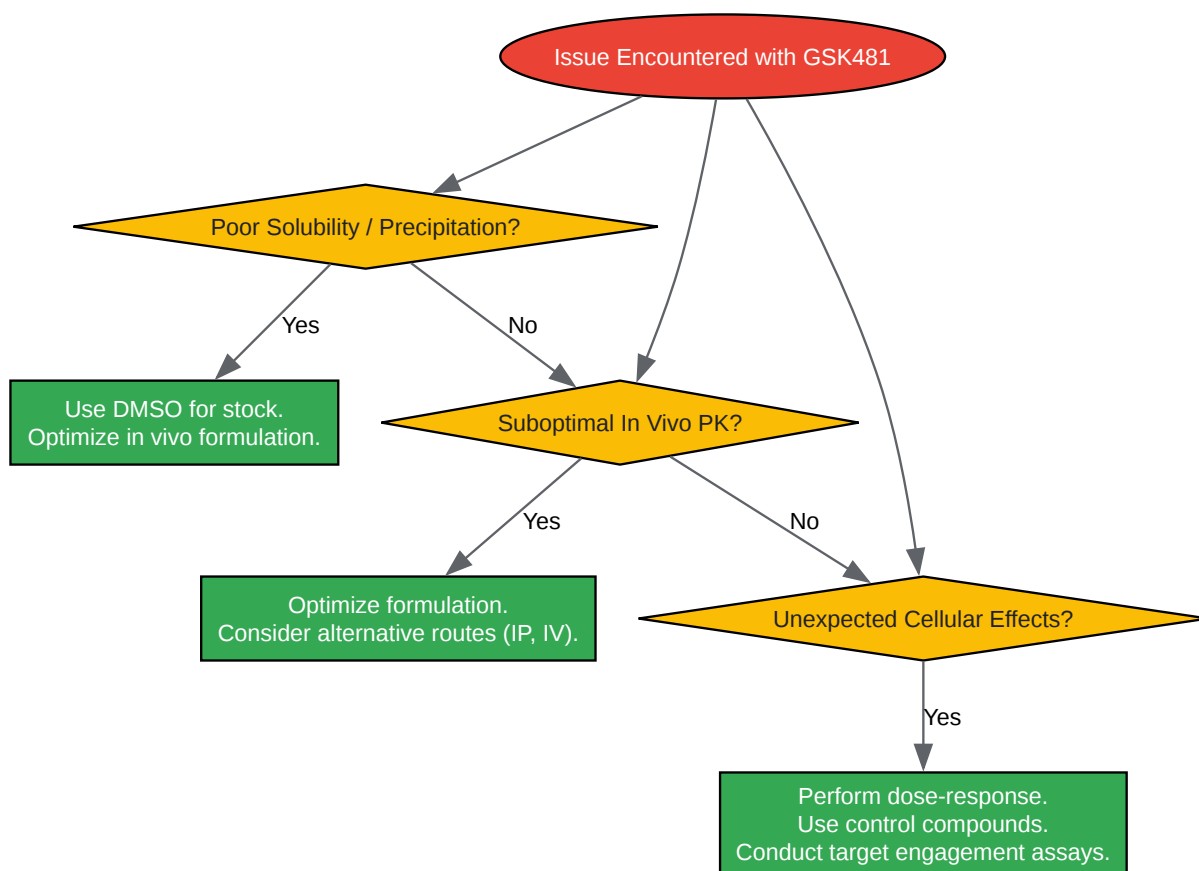 Issue Encountered with GSK481
Poor Solubility / Precipitation?
Yes
No
Use DMSO for stock.
Optimize in vivo formulation.
Suboptimal In Vivo PK?
Yes
No
Optimize formulation.
Consider alternative routes (IP, IV).
Unexpected Cellular Effects?
Yes
Perform dose-response.
Use control compounds.
Conduct target engagement assays.